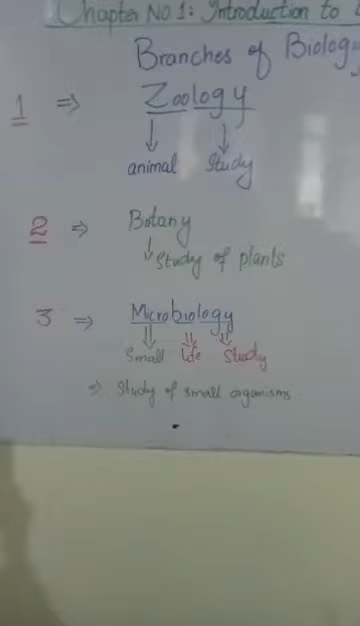 Chapter No 1: Introduction to
Branches of Biology
1 ⇒ Zoology
↓ ↓
animal study
2 ⇒ Botany
↓
study of plants
3 ⇒ Microbiology
Small life study
⇒ Study of small organisms